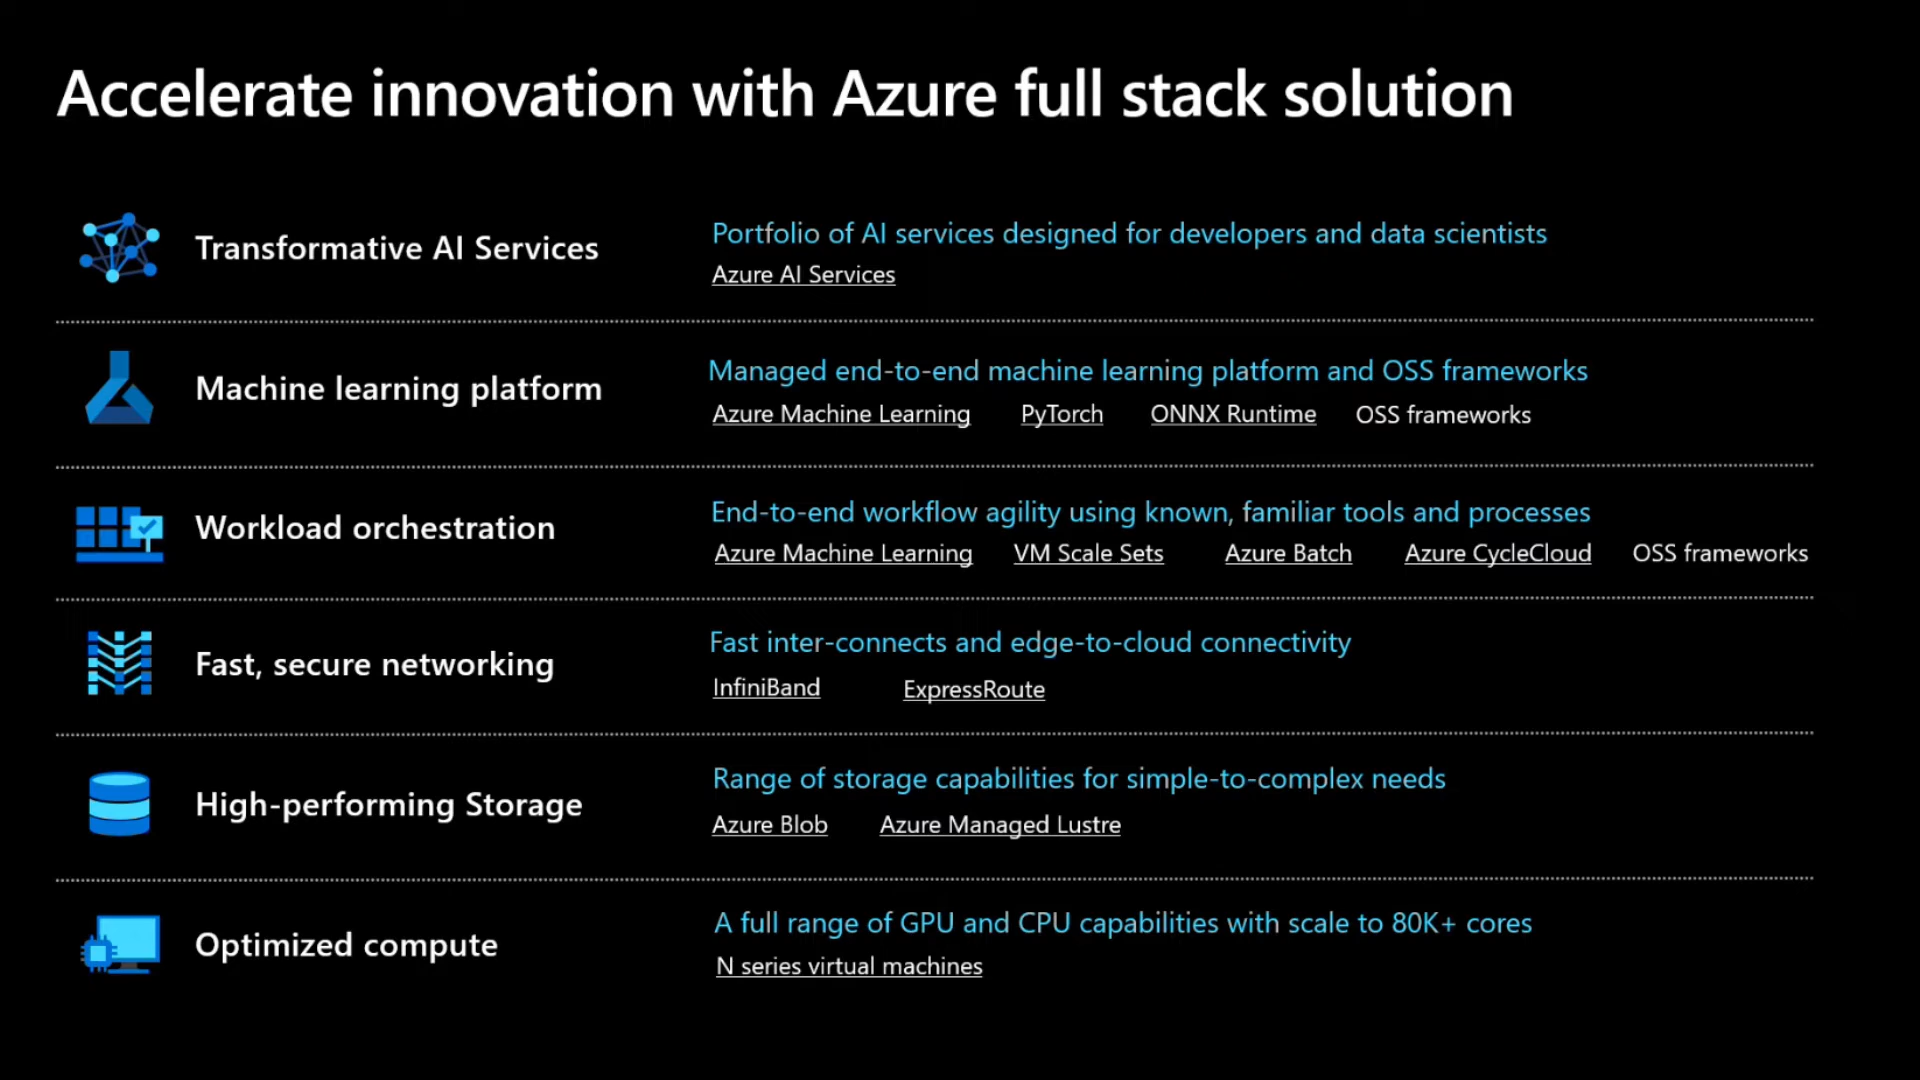 Accelerate innovation with Azure full stack solution
Transformative AI Services
Portfolio of AI services designed for developers and data scientists
Azure AI Services
Machine learning platform
Managed end-to-end machine learning platform and OSS frameworks
Azure Machine Learning PyTorch ONNX Runtime OSS frameworks
Workload orchestration
End-to-end workflow agility using known, familiar tools and processes
Azure Machine Learning VM Scale Sets Azure Batch Azure CycleCloud OSS frameworks
Fast, secure networking
Fast inter-connects and edge-to-cloud connectivity
InfiniBand ExpressRoute
High-performing Storage
Range of storage capabilities for simple-to-complex needs
Azure Blob Azure Managed Lustre
Optimized compute
A full range of GPU and CPU capabilities with scale to 80K+ cores
N series virtual machines